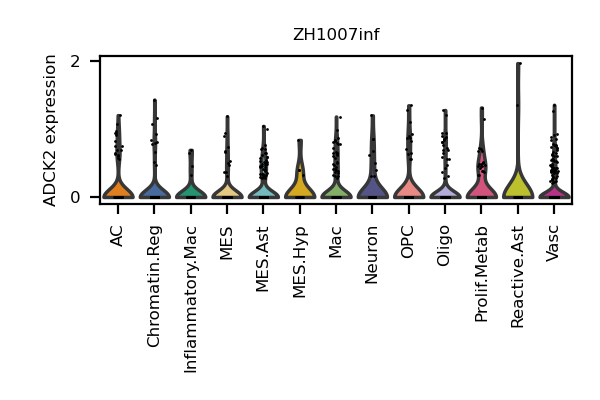 ZH1007inf
ADCK2 expression
2
0
AC
Chromatin.Reg
Inflammatory.Mac
MES
MES.Ast
MES.Hyp
Mac
Neuron
OPC
Oligo
Prolif.Metab
Reactive.Ast
Vasc